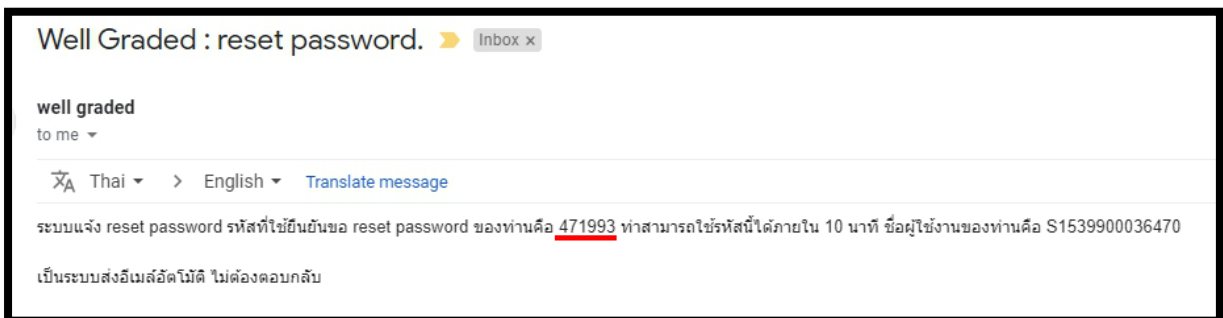 Well Graded : reset password. Inbox x
well graded
to me
Thai > English Translate message
ระบบแจ้ง reset password รหัสที่ใช้ยืนยันขอ reset password ของท่านคือ 471993 ท่าสามารถใช้รหัสนี้ได้ภายใน 10 นาที ชื่อผู้ใช้งานของท่านคือ S1539900036470
เป็นระบบส่งอีเมล์อัตโมัติ ไม่ต้องตอบกลับ